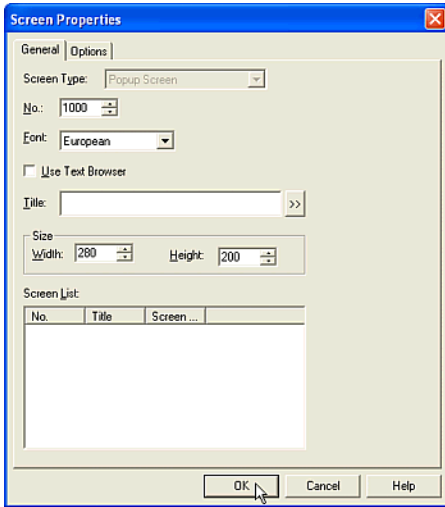 Screen Properties
General Options
Screen Type: Popup Screen
No.: 1000
Font: European
Use Text Browser
Title: >>
Size
Width: 280 Height: 200
Screen List:
No. Title Screen ...
OK Cancel Help